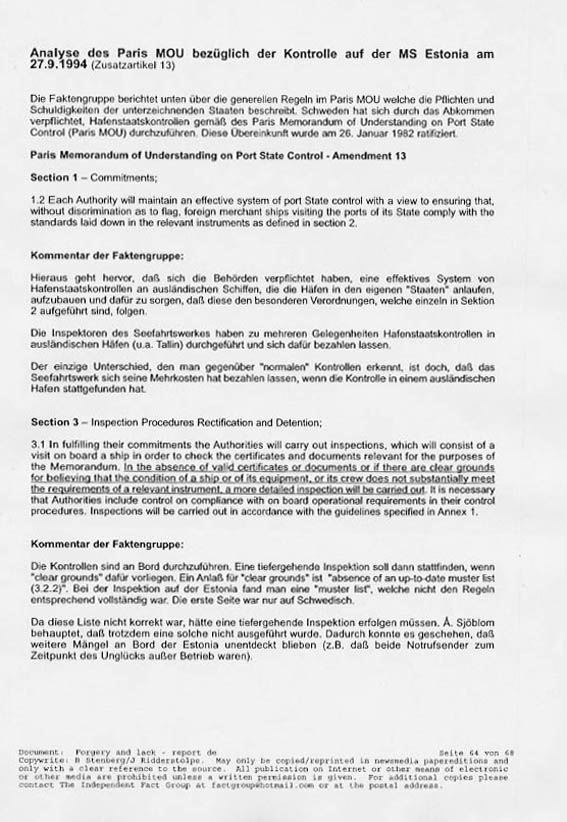 Analyse des Paris MOU bezüglich der Kontrolle auf der MS Estonia am
27.9.1994 (Zusatzartikel 13)
Die Faktengruppe berichtet unten über die generellen Regeln im Paris MOU welche die Pflichten und
Schuldigkeiten der unterzeichnenden Staaten beschreibt. Schweden hat sich durch das Abkommen
verpflichtet, Hafenstaatskontrollen gemäß des Paris Memorandum of Understanding on Port State
Control (Paris MOU) durchzuführen. Diese Übereinkunft wurde am 26. Januar 1982 ratifiziert.
Paris Memorandum of Understanding on Port State Control - Amendment 13
Section 1 – Commitments;
1.2 Each Authority will maintain an effective system of port State control with a view to ensuring that,
without discrimination as to flag, foreign merchant ships visiting the ports of its State comply with the
standards laid down in the relevant instruments as defined in section 2.
Kommentar der Faktengruppe:
Hieraus geht hervor, daß sich die Behörden verpflichtet haben, eine effektives System von
Hafenstaatskontrollen an ausländischen Schiffen, die die Häfen in den eigenen "Staaten" anlaufen,
aufzubauen und dafür zu sorgen, daß diese den besonderen Verordnungen, welche einzeln in Sektion
2 aufgeführt sind, folgen.
Die Inspektoren des Seefahrtswerkes haben zu mehreren Gelegenheiten Hafenstaatskontrollen in
ausländischen Häfen (u.a. Tallin) durchgeführt und sich dafür bezahlen lassen.
Der einzige Unterschied, den man gegenüber "normalen" Kontrollen erkennt, ist doch, daß das
Seefahrtswerk sich seine Mehrkosten hat bezahlen lassen, wenn die Kontrolle in einem ausländischen
Hafen stattgefunden hat.
Section 3 – Inspection Procedures Rectification and Detention;
3.1 In fulfilling their commitments the Authorities will carry out inspections, which will consist of a
visit on board a ship in order to check the certificates and documents relevant for the purposes of
the Memorandum. In the absence of valid certificates or documents or if there are clear grounds
for believing that the condition of a ship or of its equipment, or its crew does not substantially meet
the requirements of a relevant instrument, a more detailed inspection will be carried out. It is necessary
that Authorities include control on compliance with on board operational requirements in their control
procedures. Inspections will be carried out in accordance with the guidelines specified in Annex 1.
Kommentar der Faktengruppe:
Die Kontrollen sind an Bord durchzuführen. Eine tiefergehende Inspektion soll dann stattfinden, wenn
"clear grounds" dafür vorliegen. Ein Anlaß für "clear grounds" ist "absence of an up-to-date muster list
(3.2.2)". Bei der Inspektion auf der Estonia fand man eine "muster list", welche nicht den Regeln
entsprechend vollständig war. Die erste Seite war nur auf Schwedisch.
Da diese Liste nicht korrekt war, hätte eine tiefergehende Inspektion erfolgen müssen. Å. Sjöblom
behauptet, daß trotzdem eine solche nicht ausgeführt wurde. Dadurch konnte es geschehen, daß
weitere Mängel an Bord der Estonia unentdeckt blieben (z.B. daß beide Notrufsender zum
Zeitpunkt des Unglücks außer Betrieb waren).
Document: Forgery and lack - report de Seite 64 von 68
Copywrite: B Stenberg/J Ridderstolpe. May only be copied/reprinted in newsmedia papereditions and
only with a clear reference to the source. All publication on Internet or other means of electronic
or other media are prohibited unless a written permission is given. For additional copies please
contact The Independent Fact Group at factgroup@hotmail.com or at the postal address.